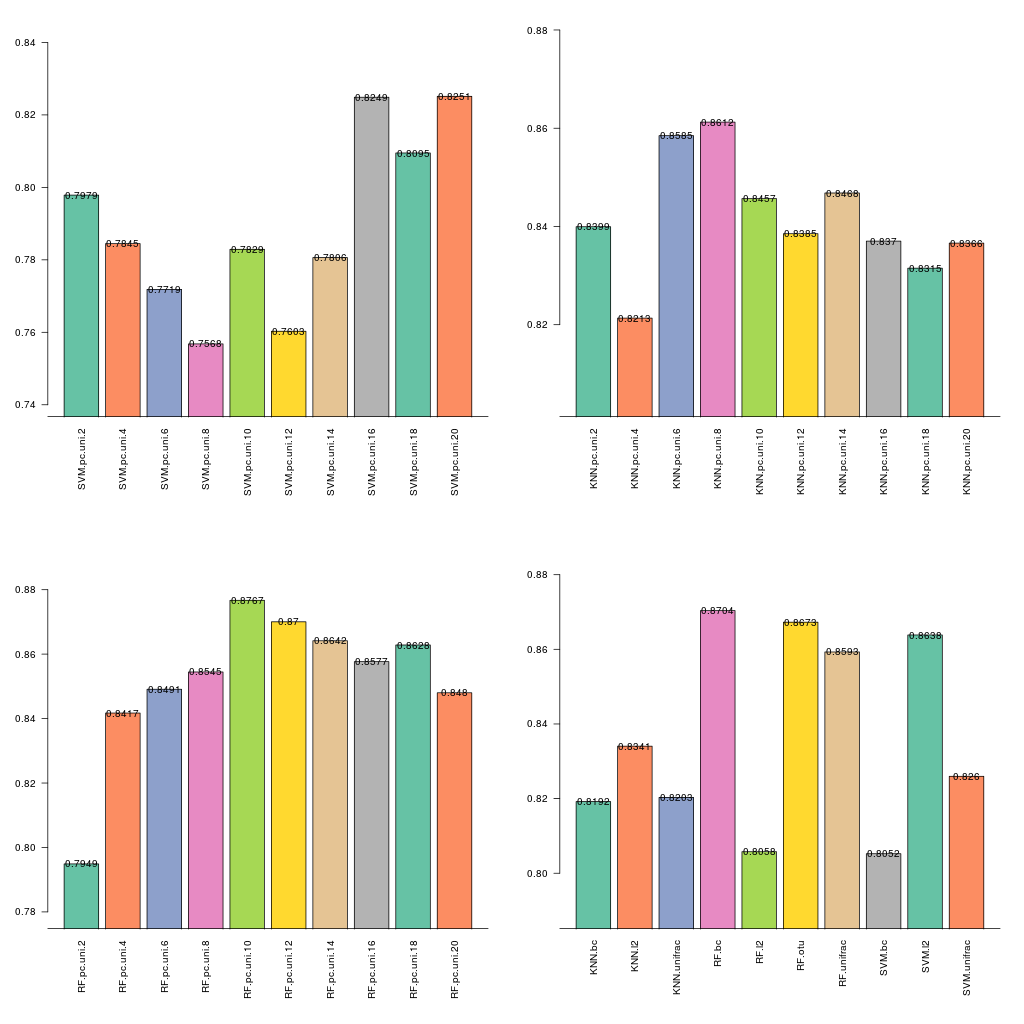 0.84
0.82
0.80
0.78
0.76
0.74
0.7979
0.7845
0.7719
0.7568
0.7829
0.7603
0.7806
0.8249
0.8095
0.8251
SVM.pc.uni.2
SVM.pc.uni.4
SVM.pc.uni.6
SVM.pc.uni.8
SVM.pc.uni.10
SVM.pc.uni.12
SVM.pc.uni.14
SVM.pc.uni.16
SVM.pc.uni.18
SVM.pc.uni.20
0.88
0.86
0.84
0.82
0.8399
0.8213
0.8585
0.8612
0.8457
0.8385
0.8468
0.837
0.8315
0.8366
KNN.pc.uni.2
KNN.pc.uni.4
KNN.pc.uni.6
KNN.pc.uni.8
KNN.pc.uni.10
KNN.pc.uni.12
KNN.pc.uni.14
KNN.pc.uni.16
KNN.pc.uni.18
KNN.pc.uni.20
0.88
0.86
0.84
0.82
0.80
0.78
0.7949
0.8417
0.8491
0.8545
0.8767
0.87
0.8642
0.8577
0.8628
0.848
RF.pc.uni.2
RF.pc.uni.4
RF.pc.uni.6
RF.pc.uni.8
RF.pc.uni.10
RF.pc.uni.12
RF.pc.uni.14
RF.pc.uni.16
RF.pc.uni.18
RF.pc.uni.20
0.88
0.86
0.84
0.82
0.80
0.8192
0.8341
0.8203
0.8704
0.8058
0.8673
0.8593
0.8052
0.8638
0.826
KNN.bc
KNN.l2
KNN.unifrac
RF.bc
RF.l2
RF.otu
RF.unifrac
SVM.bc
SVM.l2
SVM.unifrac